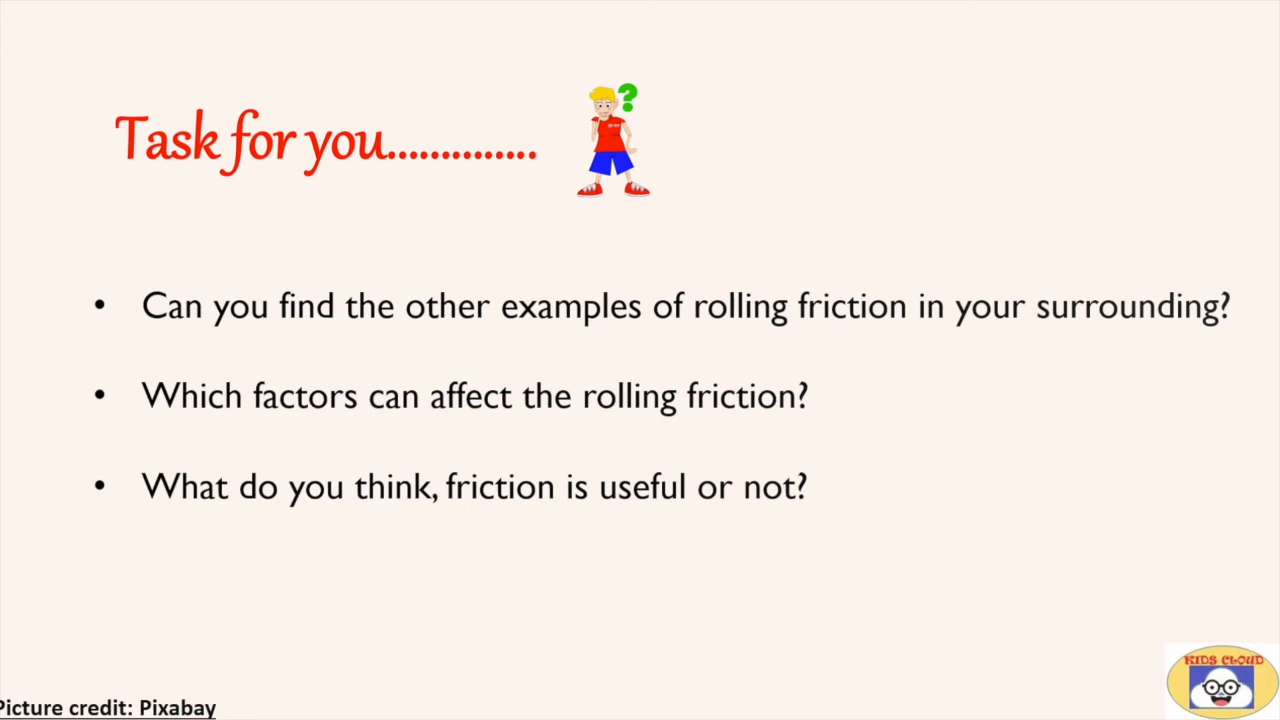 Task for you..............
?
• Can you find the other examples of rolling friction in your surrounding?
• Which factors can affect the rolling friction?
• What do you think, friction is useful or not?
KIDS CLOUD
Picture credit: Pixabay